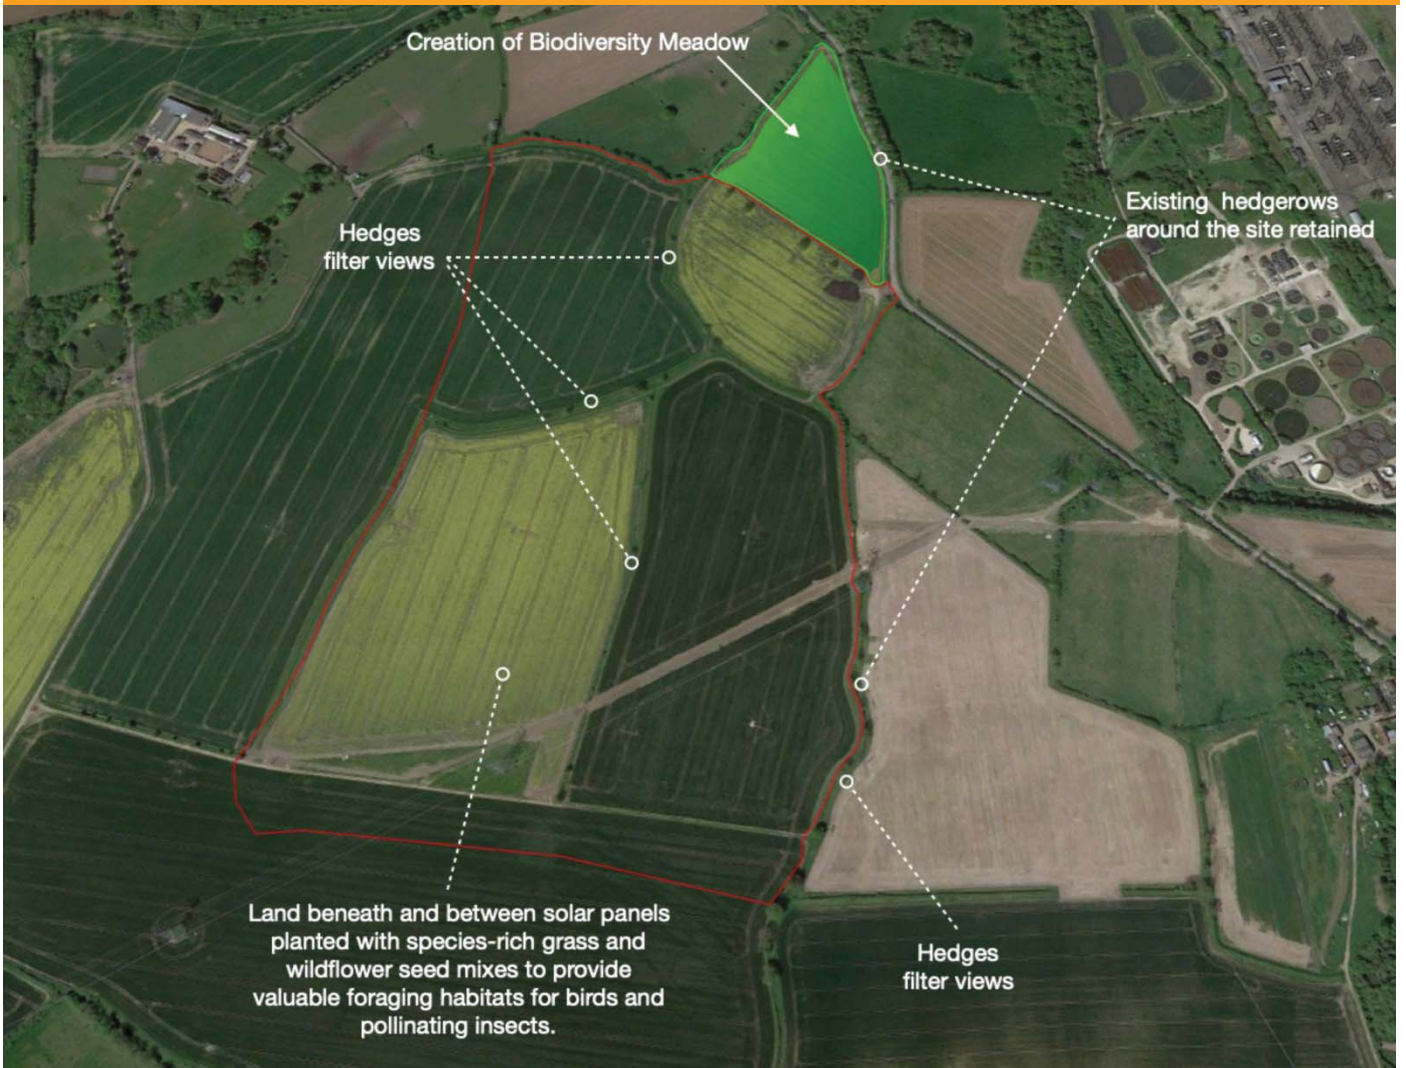 Creation of Biodiversity Meadow
Existing hedgerows
around the site retained
Hedges
filter views
Land beneath and between solar panels
planted with species-rich grass and
wildflower seed mixes to provide
valuable foraging habitats for birds and
pollinating insects.
Hedges
filter views